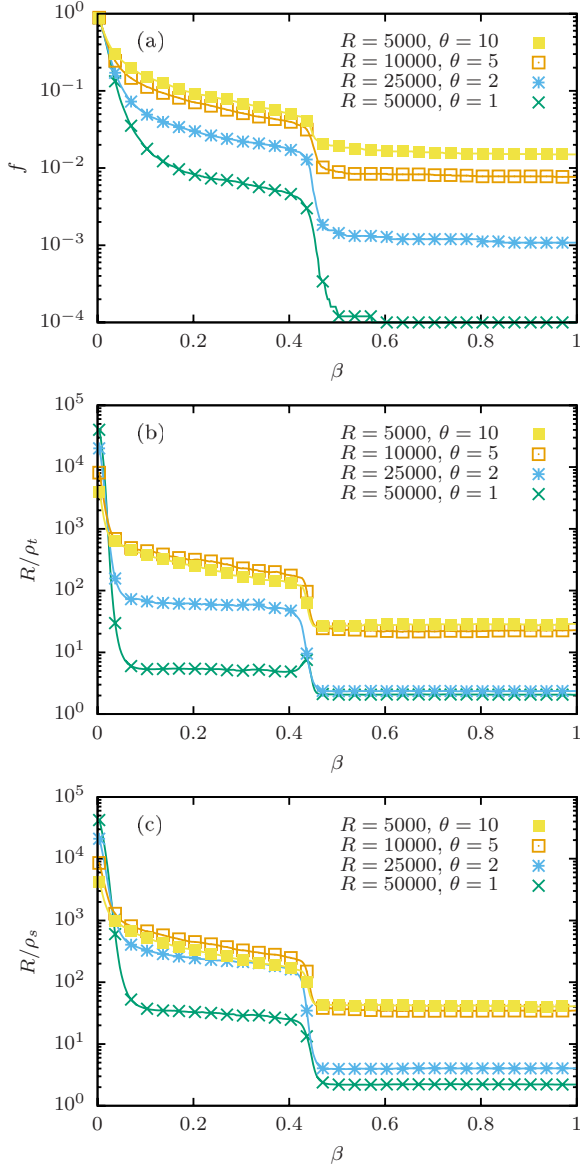 10^0
10^{-1}
10^{-2}
10^{-3}
10^{-4}
f
(a)
R = 5000, θ = 10
R = 10000, θ = 5
R = 25000, θ = 2
R = 50000, θ = 1
0 0.2 0.4 0.6 0.8 1
β
10^5
10^4
10^3
10^2
10^1
10^0
R/ρ_t
(b)
R = 5000, θ = 10
R = 10000, θ = 5
R = 25000, θ = 2
R = 50000, θ = 1
0 0.2 0.4 0.6 0.8 1
β
10^5
10^4
10^3
10^2
10^1
10^0
R/ρ_s
(c)
R = 5000, θ = 10
R = 10000, θ = 5
R = 25000, θ = 2
R = 50000, θ = 1
0 0.2 0.4 0.6 0.8 1
β